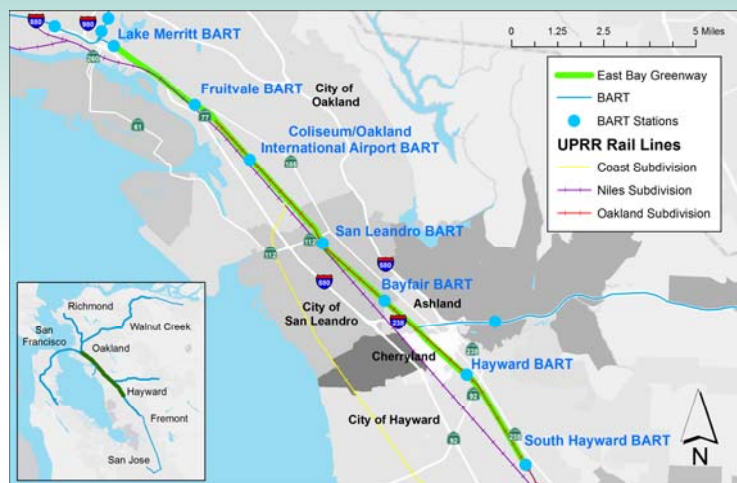 880
980
Lake Merritt BART
260
Fruitvale BART
77
61
City of
Oakland
Coliseum/Oakland
International Airport BART
185
San Leandro BART
112
112
880
580
City of
San Leandro
Bayfair BART
Ashland
238
238
Cherryland
Hayward BART
92
City of Hayward
92
238
South Hayward BART
N
0 1.25 2.5 5 Miles
East Bay Greenway
BART
BART Stations
UPRR Rail Lines
Coast Subdivision
Niles Subdivision
Oakland Subdivision
Richmond
San
Francisco
Walnut Creek
Oakland
Hayward
Fremont
San Jose